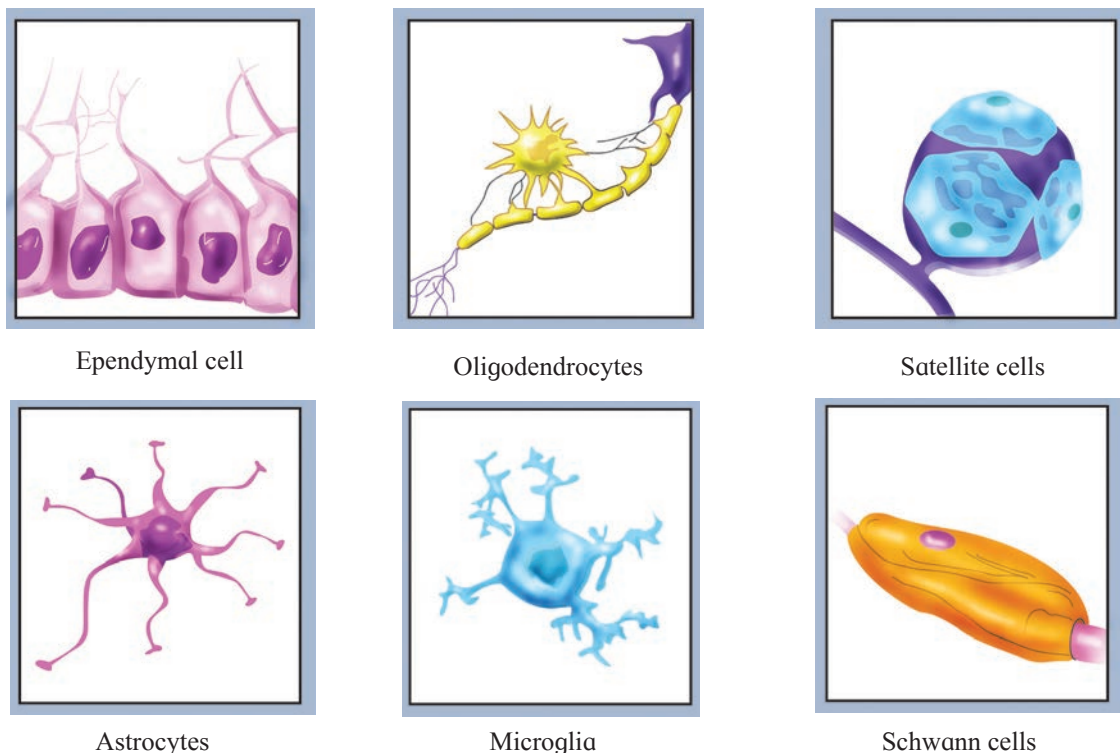 Ependymal cell
Oligodendrocytes
Satellite cells
Astrocytes
Microglia
Schwann cells